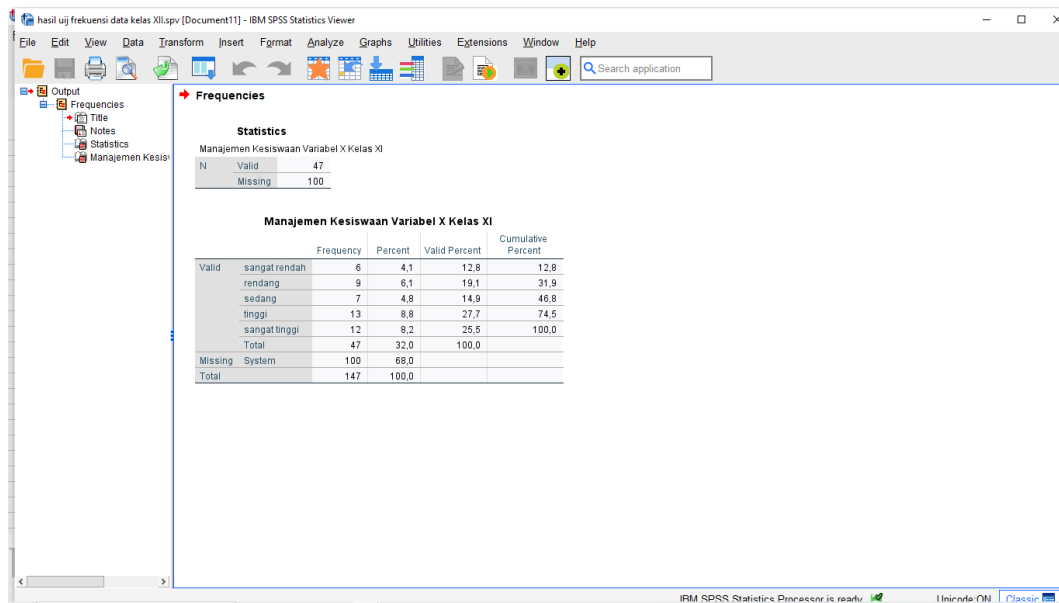 hasil uij frekuensi data kelas XII.spv [Document11] - IBM SPSS Statistics Viewer
File Edit View Data Transform Insert Format Analyze Graphs Utilities Extensions Window Help
Search application
Output
Frequencies
Title
Notes
Statistics
Manajemen Kesisw
Frequencies
Statistics
Manajemen Kesiswaan Variabel X Kelas XI
N Valid 47
Missing 100
Manajemen Kesiswaan Variabel X Kelas XI
Frequency Percent Valid Percent Cumulative Percent
Valid sangat rendah 6 4,1 12,8 12,8
rendang 9 6,1 19,1 31,9
sedang 7 4,8 14,9 46,8
tinggi 13 8,8 27,7 74,5
sangat tinggi 12 8,2 25,5 100,0
Total 47 32,0 100,0
Missing System 100 68,0
Total 147 100,0
IBM SPSS Statistics Processor is ready Unicode:ON Classic